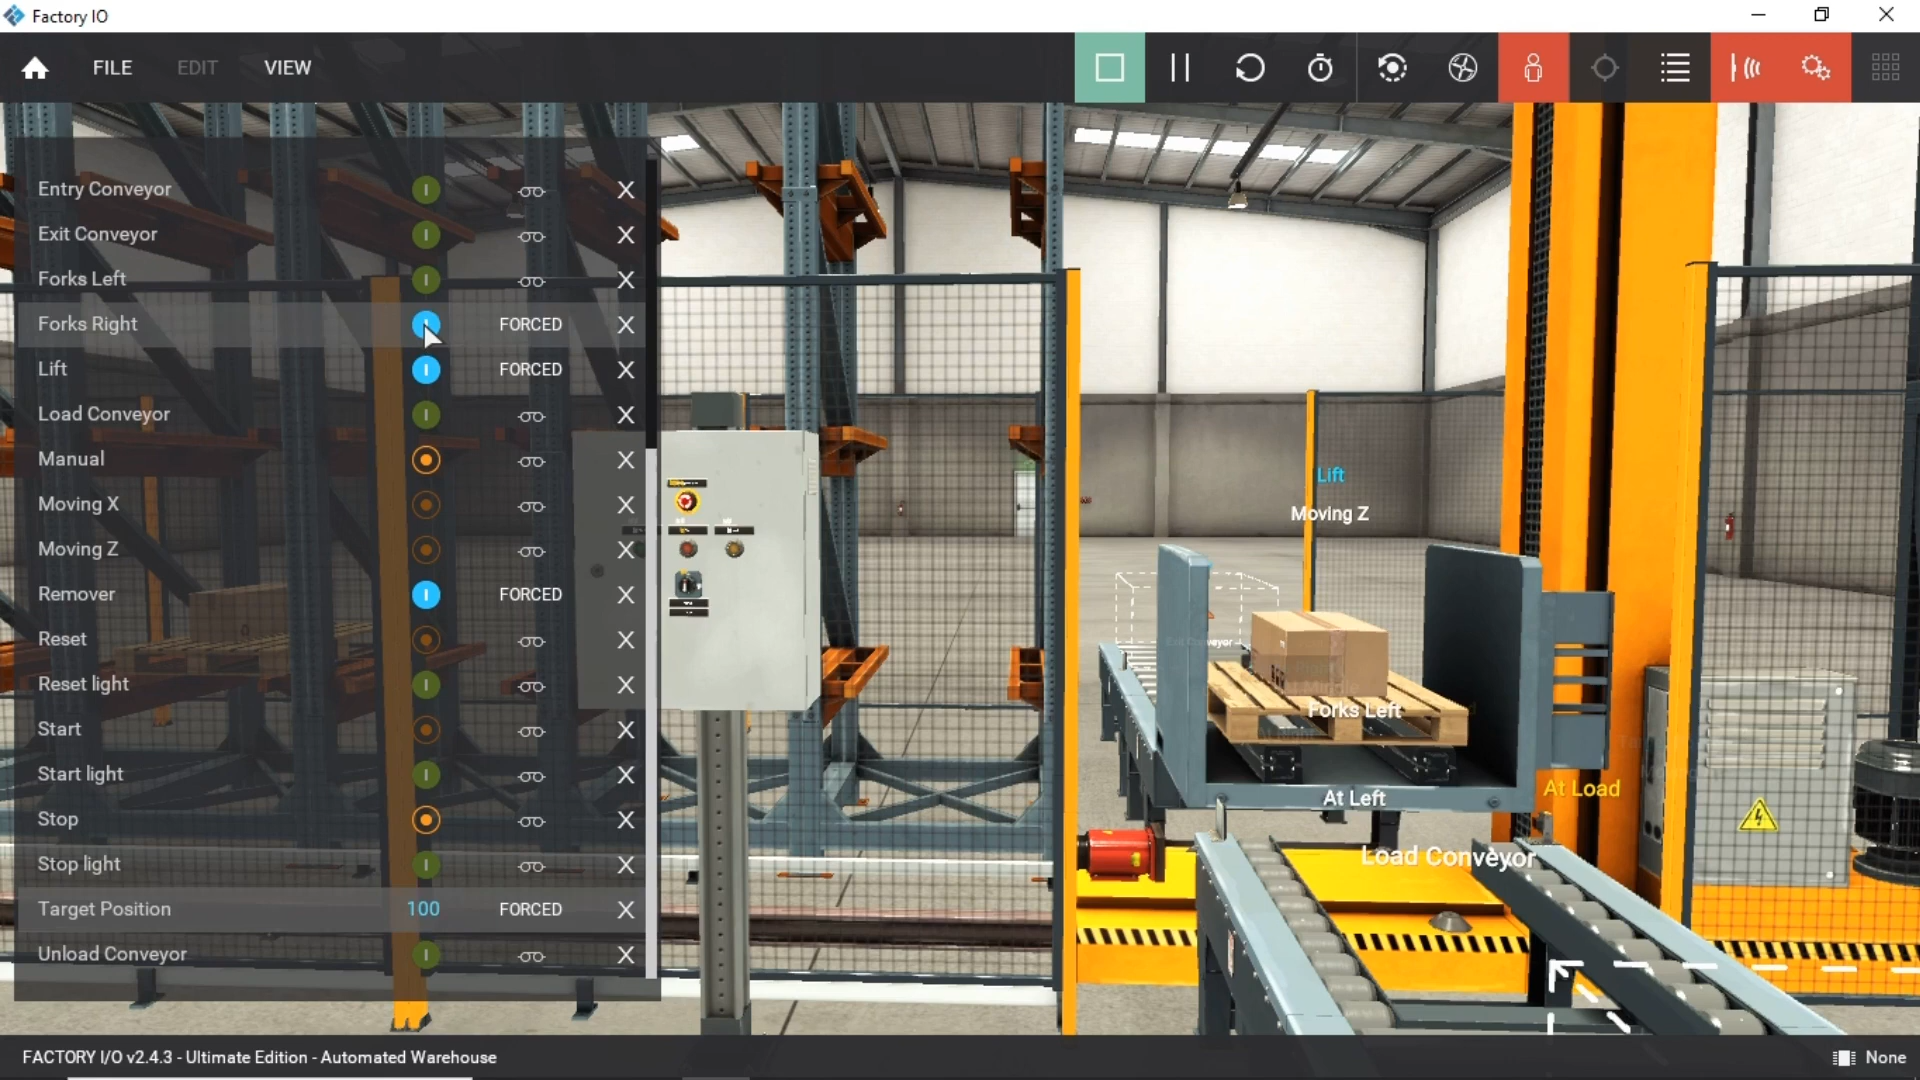 Factory IO
FILE
EDIT
VIEW
Entry Conveyor
Exit Conveyor
Forks Left
Forks Right
FORCED
Lift
FORCED
Load Conveyor
Manual
Moving X
Moving Z
Remover
FORCED
Reset
Reset light
Start
Start light
Stop
Stop light
Target Position
100
FORCED
Unload Conveyor
Lift
Moving Z
Exit Conveyor
Forks Left
At Left
At Load
Load Conveyor
FACTORY I/O v2.4.3 - Ultimate Edition - Automated Warehouse
None